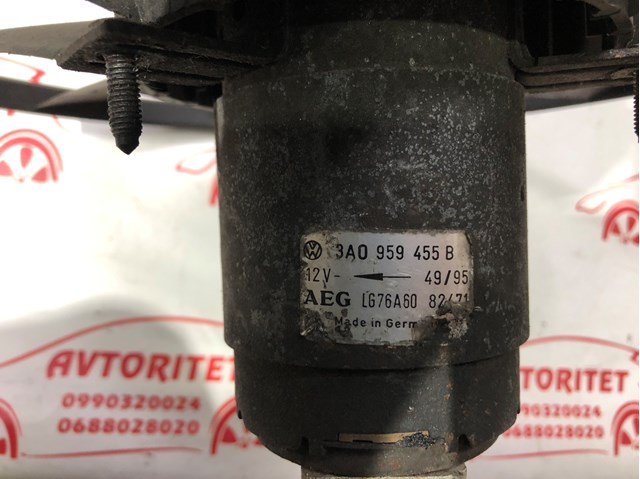 3A0 959 455 B
12V- 49/95
AEG LG76A60 82/71
Made in Germ
AVTORITET
0990320024
0688028020
AVTORITET
0990320024
0688028020